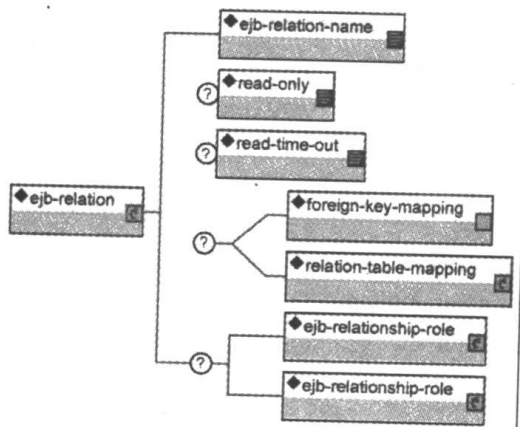 ejb-relation-name
? read-only
? read-time-out
ejb-relation
foreign-key-mapping
?
relation-table-mapping
ejb-relationship-role
?
ejb-relationship-role